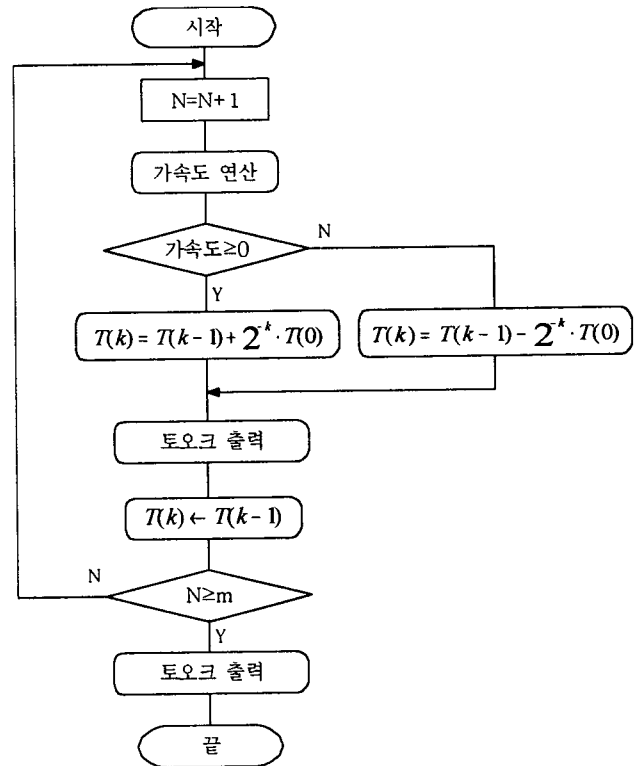 시작
N=N+1
가속도 연산
가속도≥0
N
Y
T(k) = T(k-1) + 2^-k · T(0)
T(k) = T(k-1) - 2^-k · T(0)
토오크 출력
T(k) ← T(k-1)
N
N≥m
Y
토오크 출력
끝